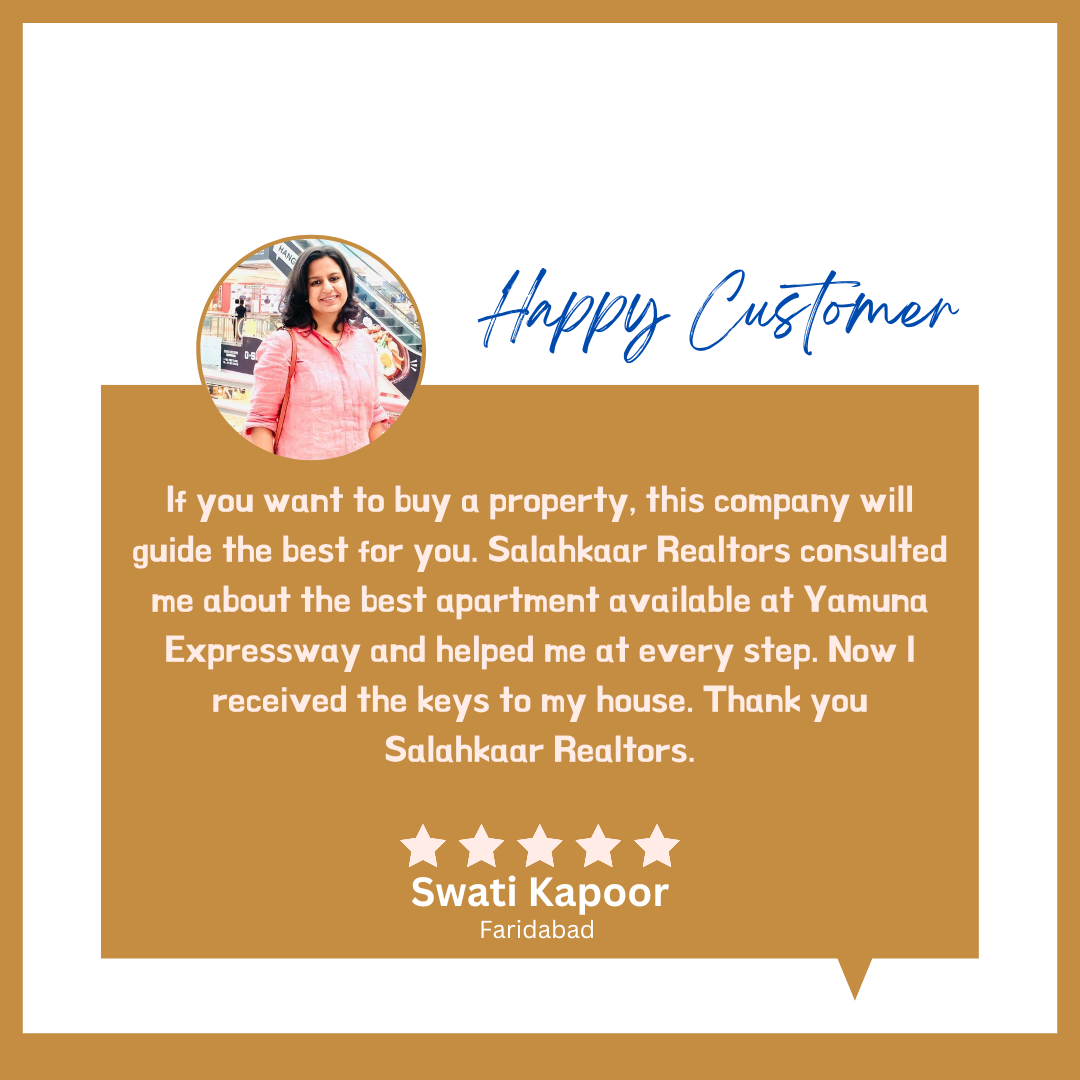 Happy Customer
If you want to buy a property, this company will
guide the best for you. Salahkaar Realtors consulted
me about the best apartment available at Yamuna
Expressway and helped me at every step. Now I
received the keys to my house. Thank you
Salahkaar Realtors.
Swati Kapoor
Faridabad